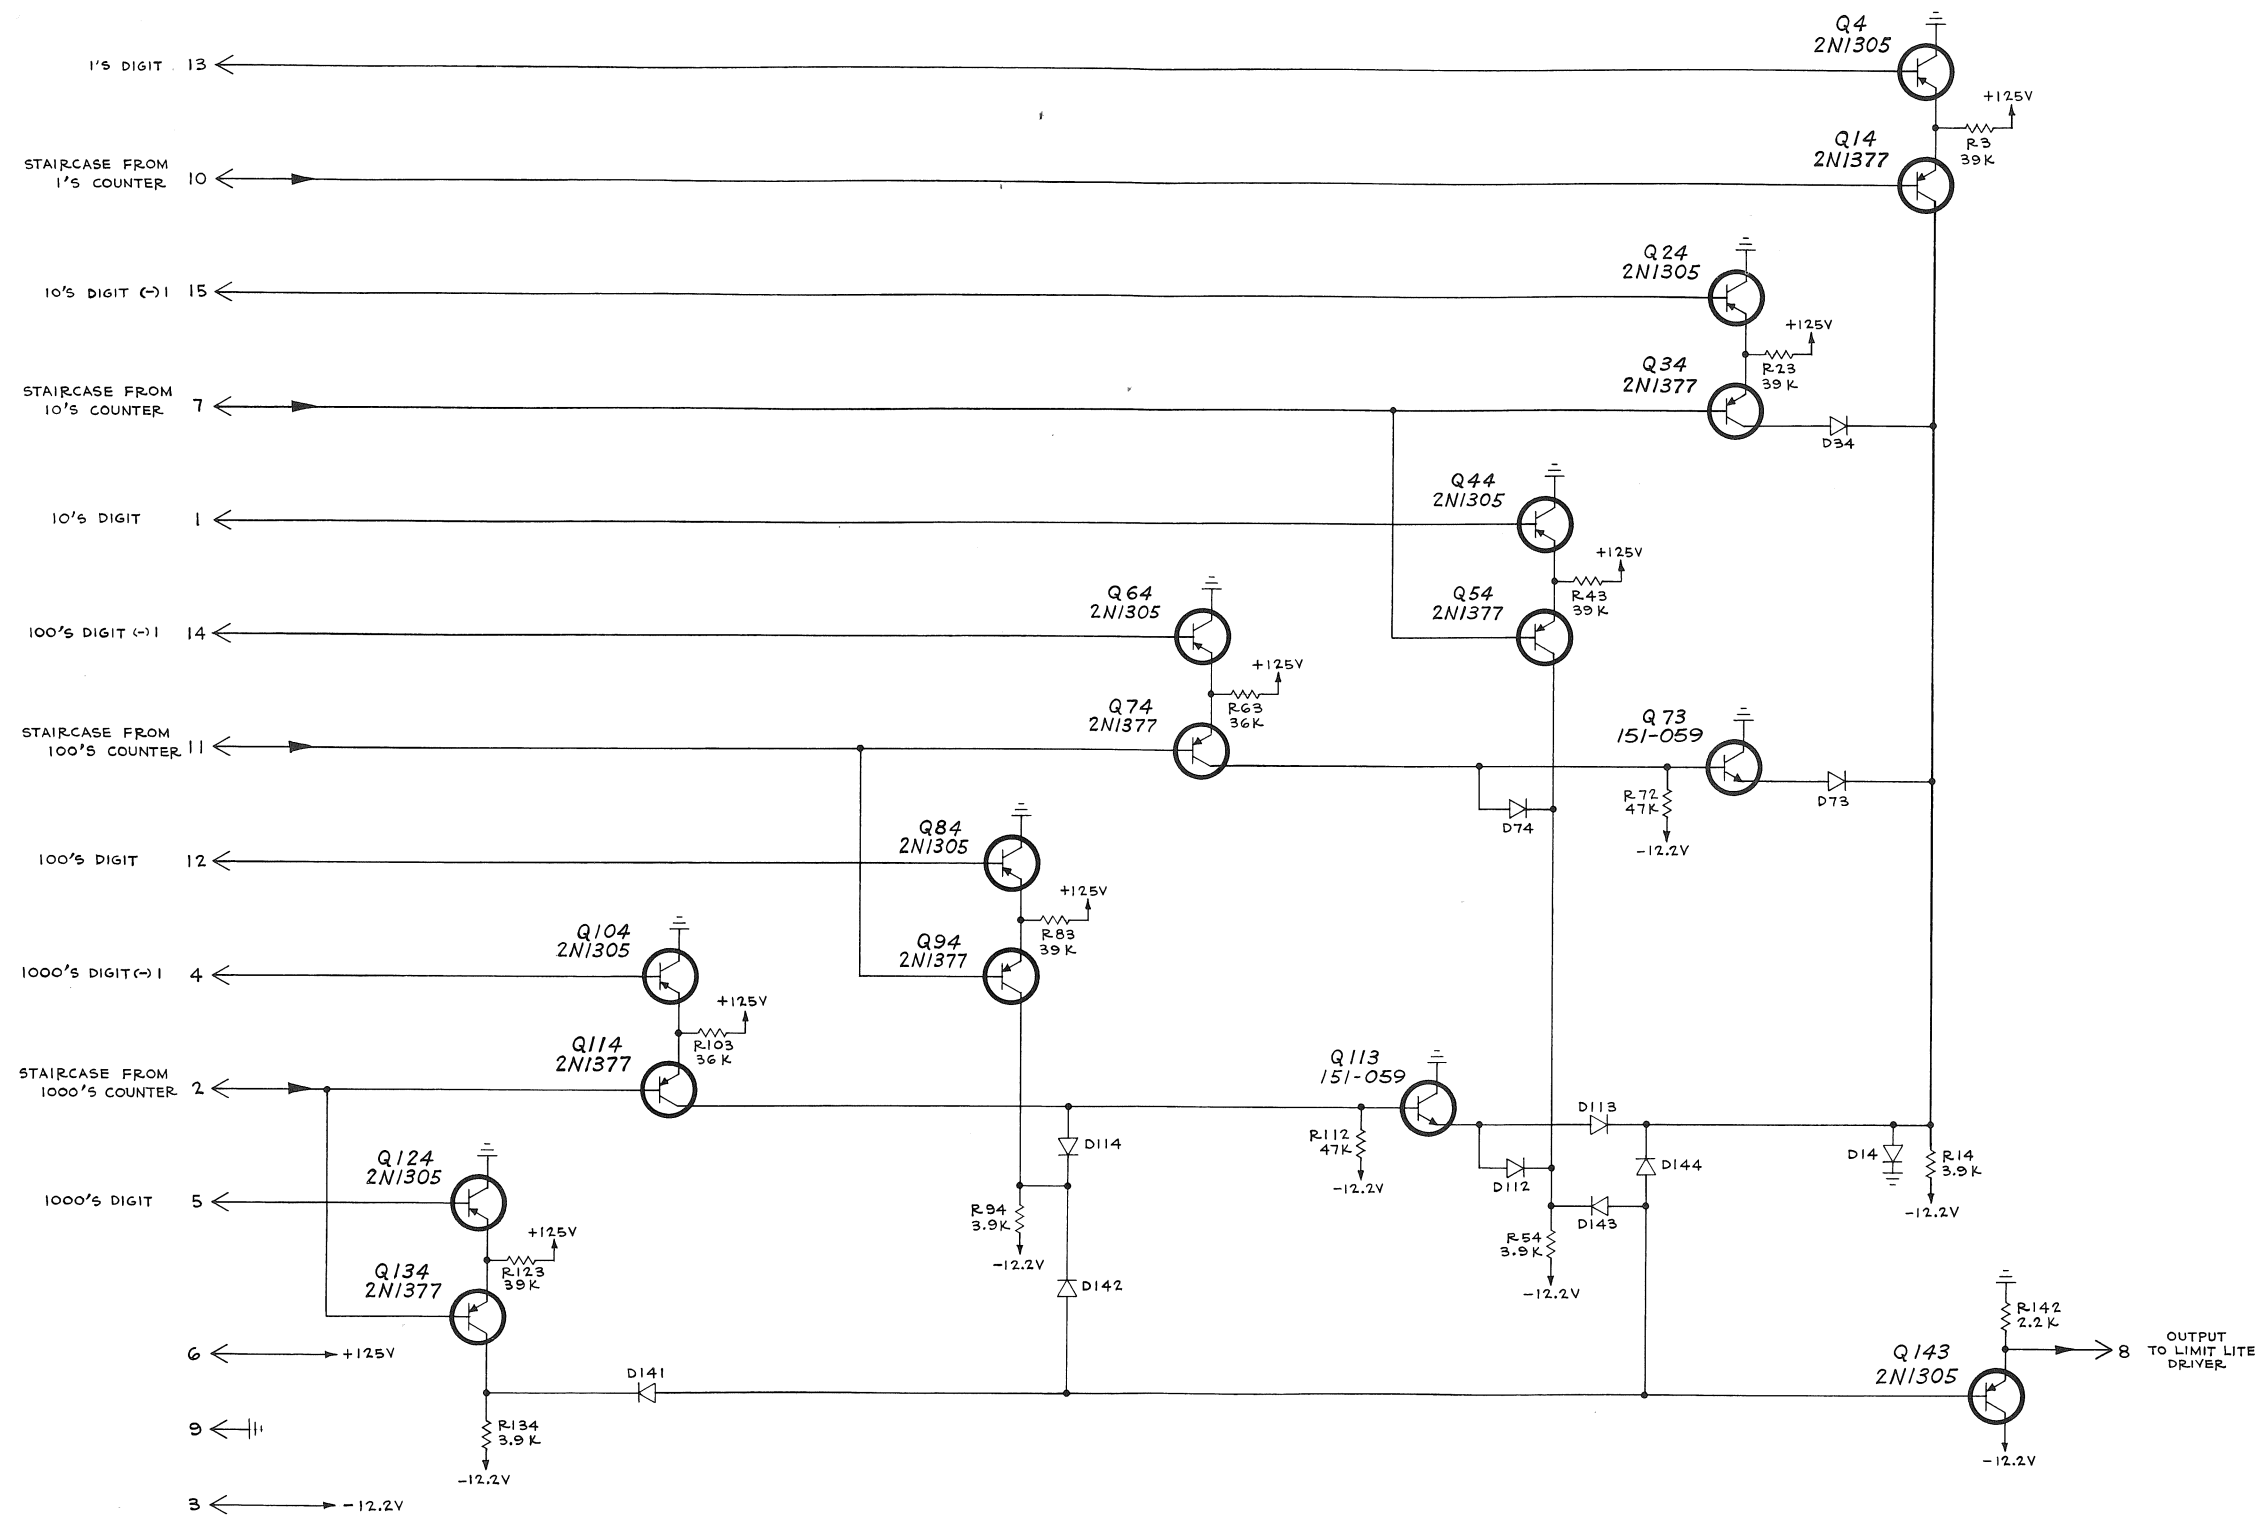 Q4
2N1305
1'S DIGIT 13
+125V
R3
39K
Q14
2N1377
STAIRCASE FROM
1'S COUNTER 10
Q24
2N1305
10'S DIGIT (-) 1 15
+125V
R23
39K
Q34
2N1377
STAIRCASE FROM
10'S COUNTER 7
D34
Q44
2N1305
10'S DIGIT 1
+125V
R43
39K
Q64
2N1305
Q54
2N1377
100'S DIGIT (-) 1 14
+125V
R63
36K
Q74
2N1377
Q73
151-059
STAIRCASE FROM
100'S COUNTER 11
D74
R72
47K
-12.2V
D73
Q84
2N1305
100'S DIGIT 12
+125V
R83
39K
Q104
2N1305
Q94
2N1377
1000'S DIGIT (-) 1 4
+125V
R103
36K
Q114
2N1377
Q113
151-059
STAIRCASE FROM
1000'S COUNTER 2
D113
D114
R112
47K
-12.2V
D112
D144
D14
R14
3.9K
-12.2V
Q124
2N1305
1000'S DIGIT 5
R94
3.9K
-12.2V
D143
R54
3.9K
-12.2V
+125V
R123
39K
Q134
2N1377
D142
R142
2.2K
6 +125V
D141
Q143
2N1305
8 OUTPUT
TO LIMIT LITE
DRIVER
9
R134
3.9K
-12.2V
-12.2V
3 -12.2V